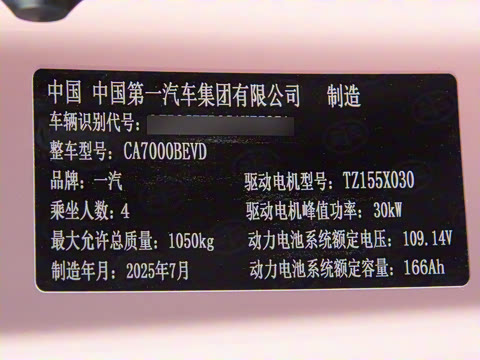 中国 中国第一汽车集团有限公司 制造
车辆识别代号：
整车型号：CA7000BEVD
品牌：一汽 驱动电机型号：TZ155X030
乘坐人数：4 驱动电机峰值功率：30kW
最大允许总质量：1050kg 动力电池系统额定电压：109.14V
制造年月：2025年7月 动力电池系统额定容量：166Ah